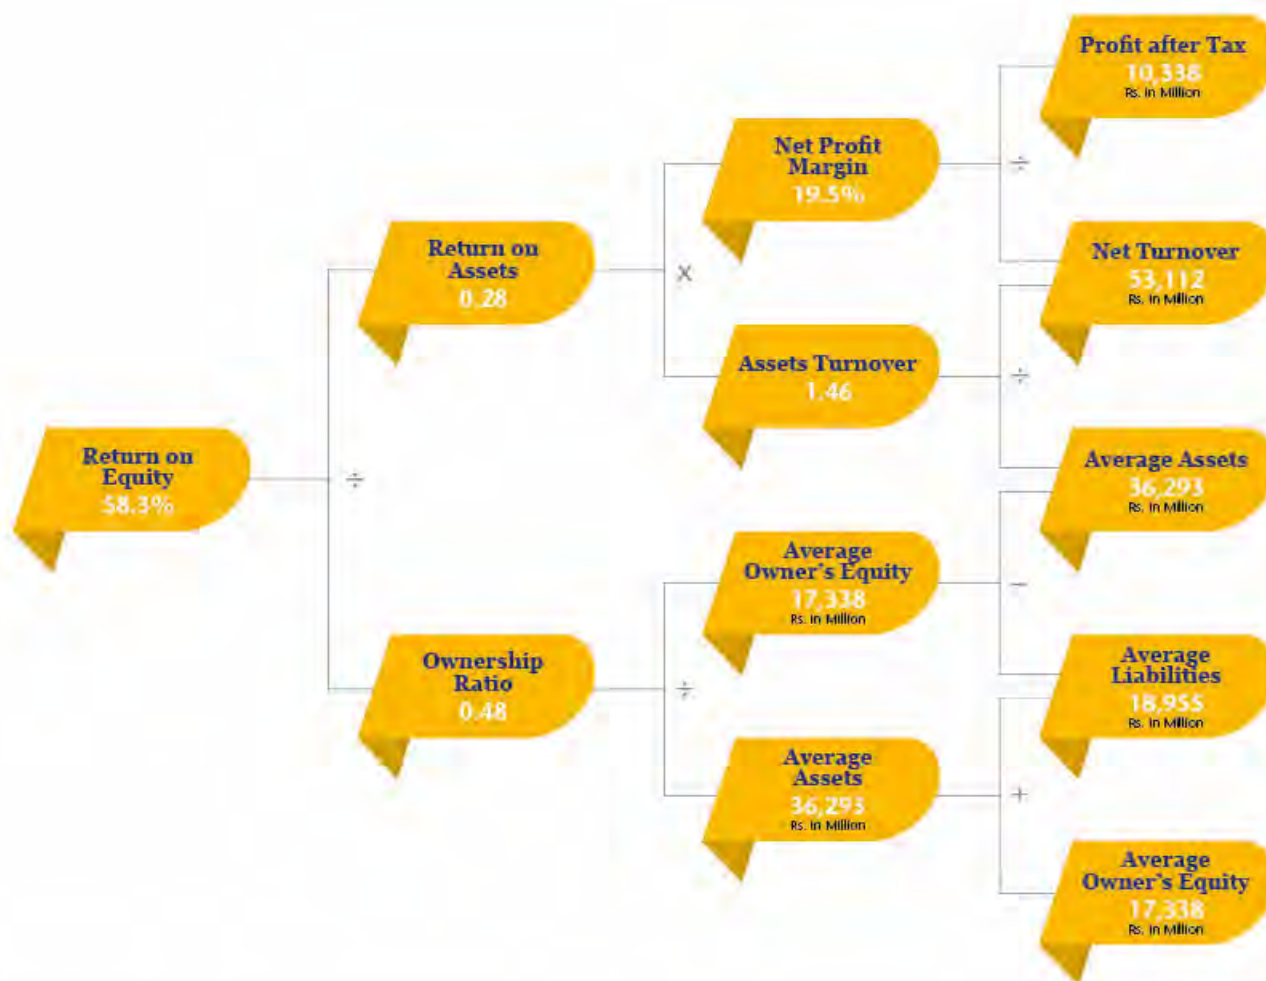 Profit after Tax
10,338
Rs. in Million
÷
Net Profit
Margin
19.5%
Net Turnover
53,112
Rs. in Million
Return on
Assets
0.28
x
Assets Turnover
1.46
÷
Average Assets
36,293
Rs. in Million
Return on
Equity
58.3%
÷
Average
Owner's Equity
17,338
Rs. in Million
−
Average
Liabilities
18,955
Rs. in Million
Ownership
Ratio
0.48
÷
Average
Assets
36,293
Rs. in Million
+
Average
Owner's Equity
17,338
Rs. in Million